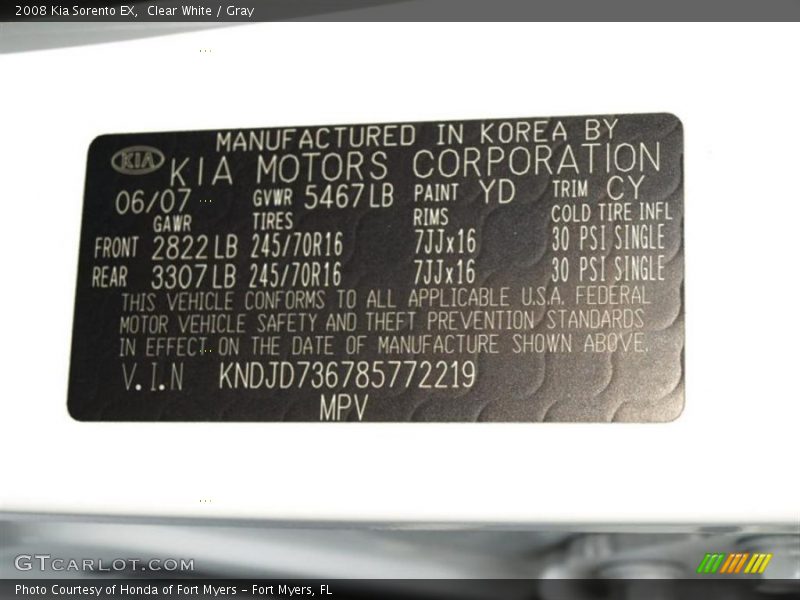 2008 Kia Sorento EX, Clear White / Gray
MANUFACTURED IN KOREA BY
KIA KIA MOTORS CORPORATION
06/07 GVWR 5467LB PAINT YD TRIM CY
GAWR TIRES RIMS COLD TIRE INFL
FRONT 2822LB 245/70R16 7JJx16 30 PSI SINGLE
REAR 3307LB 245/70R16 7JJx16 30 PSI SINGLE
THIS VEHICLE CONFORMS TO ALL APPLICABLE U.S.A. FEDERAL
MOTOR VEHICLE SAFETY AND THEFT PREVENTION STANDARDS
IN EFFECT ON THE DATE OF MANUFACTURE SHOWN ABOVE.
V.I.N KNDJD736785772219
MPV
GTCARLOT.COM
Photo Courtesy of Honda of Fort Myers - Fort Myers, FL